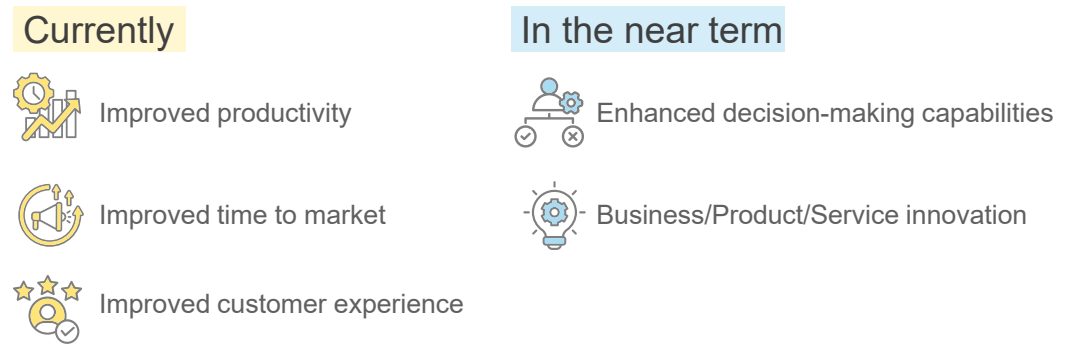 Currently
Improved productivity
Improved time to market
Improved customer experience
In the near term
Enhanced decision-making capabilities
Business/Product/Service innovation